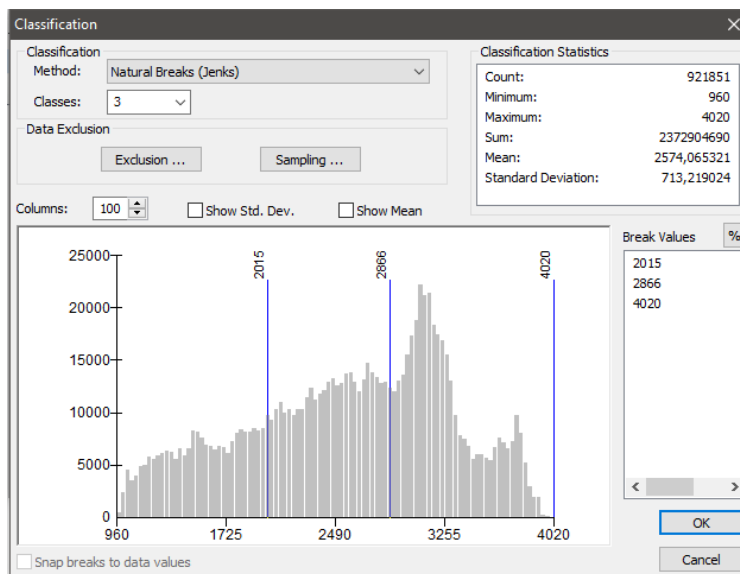 Classification
Classification
Method: Natural Breaks (Jenks)
Classes: 3
Data Exclusion
Exclusion ... Sampling ...
Classification Statistics
Count: 921851
Minimum: 960
Maximum: 4020
Sum: 2372904690
Mean: 2574,065321
Standard Deviation: 713,219024
Columns: 100 Show Std. Dev. Show Mean
Break Values %
2015
2866
4020
2015 2866 4020
25000
20000
15000
10000
5000
0
960 1725 2490 3255 4020
OK
Snap breaks to data values
Cancel